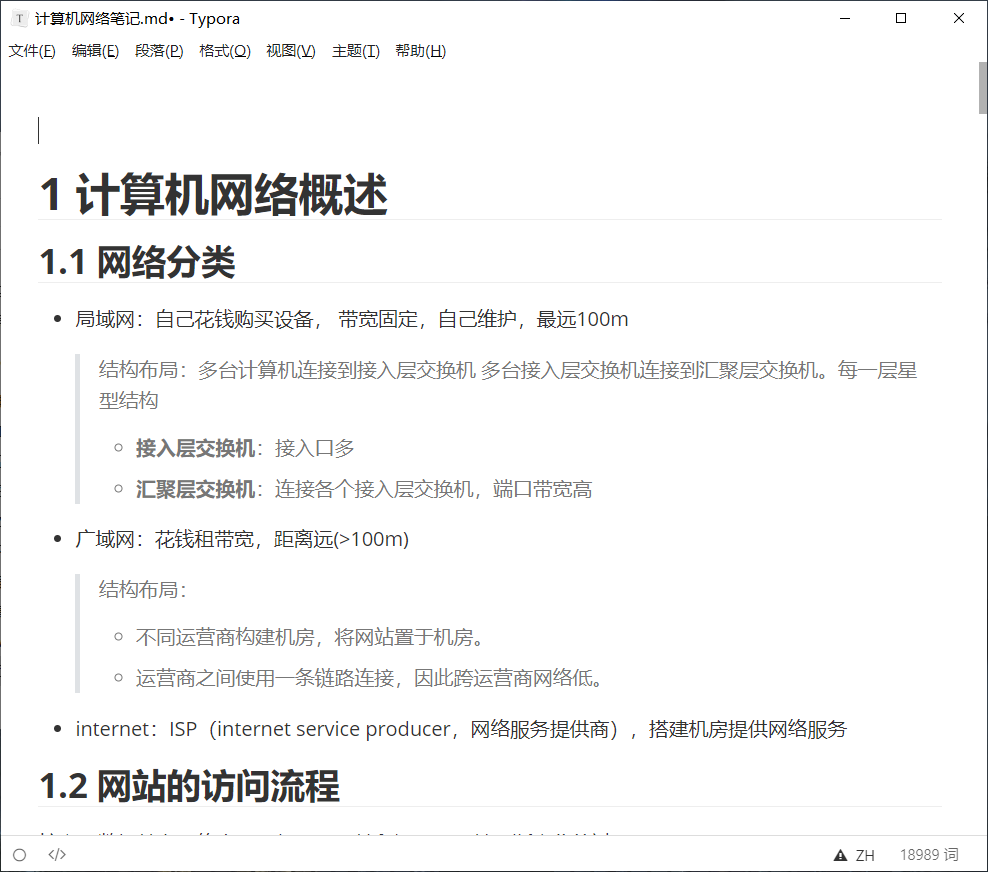 T 计算机网络笔记.md• - Typora
文件(F) 编辑(E) 段落(P) 格式(O) 视图(V) 主题(T) 帮助(H)
1 计算机网络概述
1.1 网络分类
局域网：自己花钱购买设备， 带宽固定，自己维护，最远100m
结构布局：多台计算机连接到接入层交换机 多台接入层交换机连接到汇聚层交换机。每一层星
型结构
接入层交换机：接入口多
汇聚层交换机：连接各个接入层交换机，端口带宽高
广域网：花钱租带宽，距离远(>100m)
结构布局：
不同运营商构建机房，将网站置于机房。
运营商之间使用一条链路连接，因此跨运营商网络低。
internet：ISP（internet service producer，网络服务提供商），搭建机房提供网络服务
1.2 网站的访问流程
</> ZH 18989 词